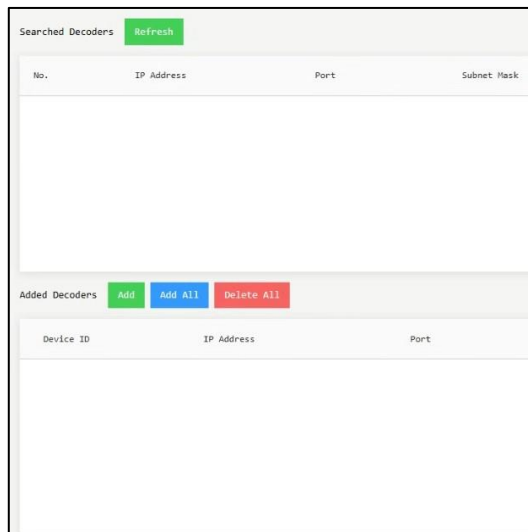 Searched Decoders Refresh
No. IP Address Port Subnet Mask
Added Decoders Add Add All Delete All
Device ID IP Address Port